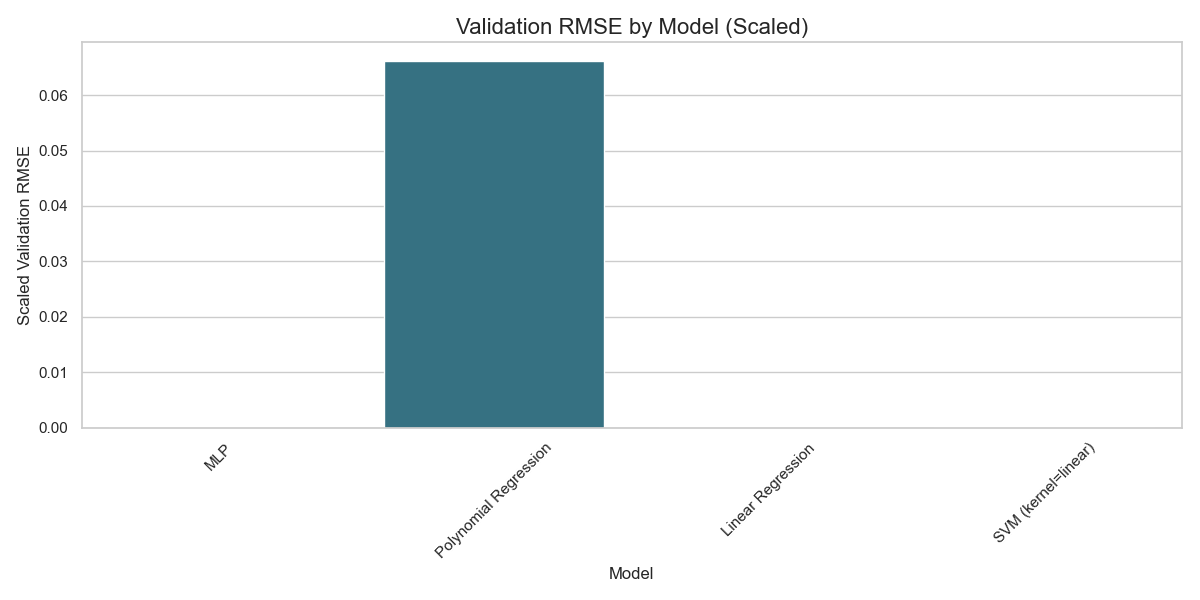 Validation RMSE by Model (Scaled)
Scaled Validation RMSE
0.06
0.05
0.04
0.03
0.02
0.01
0.00
MLP
Polynomial Regression
Linear Regression
SVM (kernel=linear)
Model